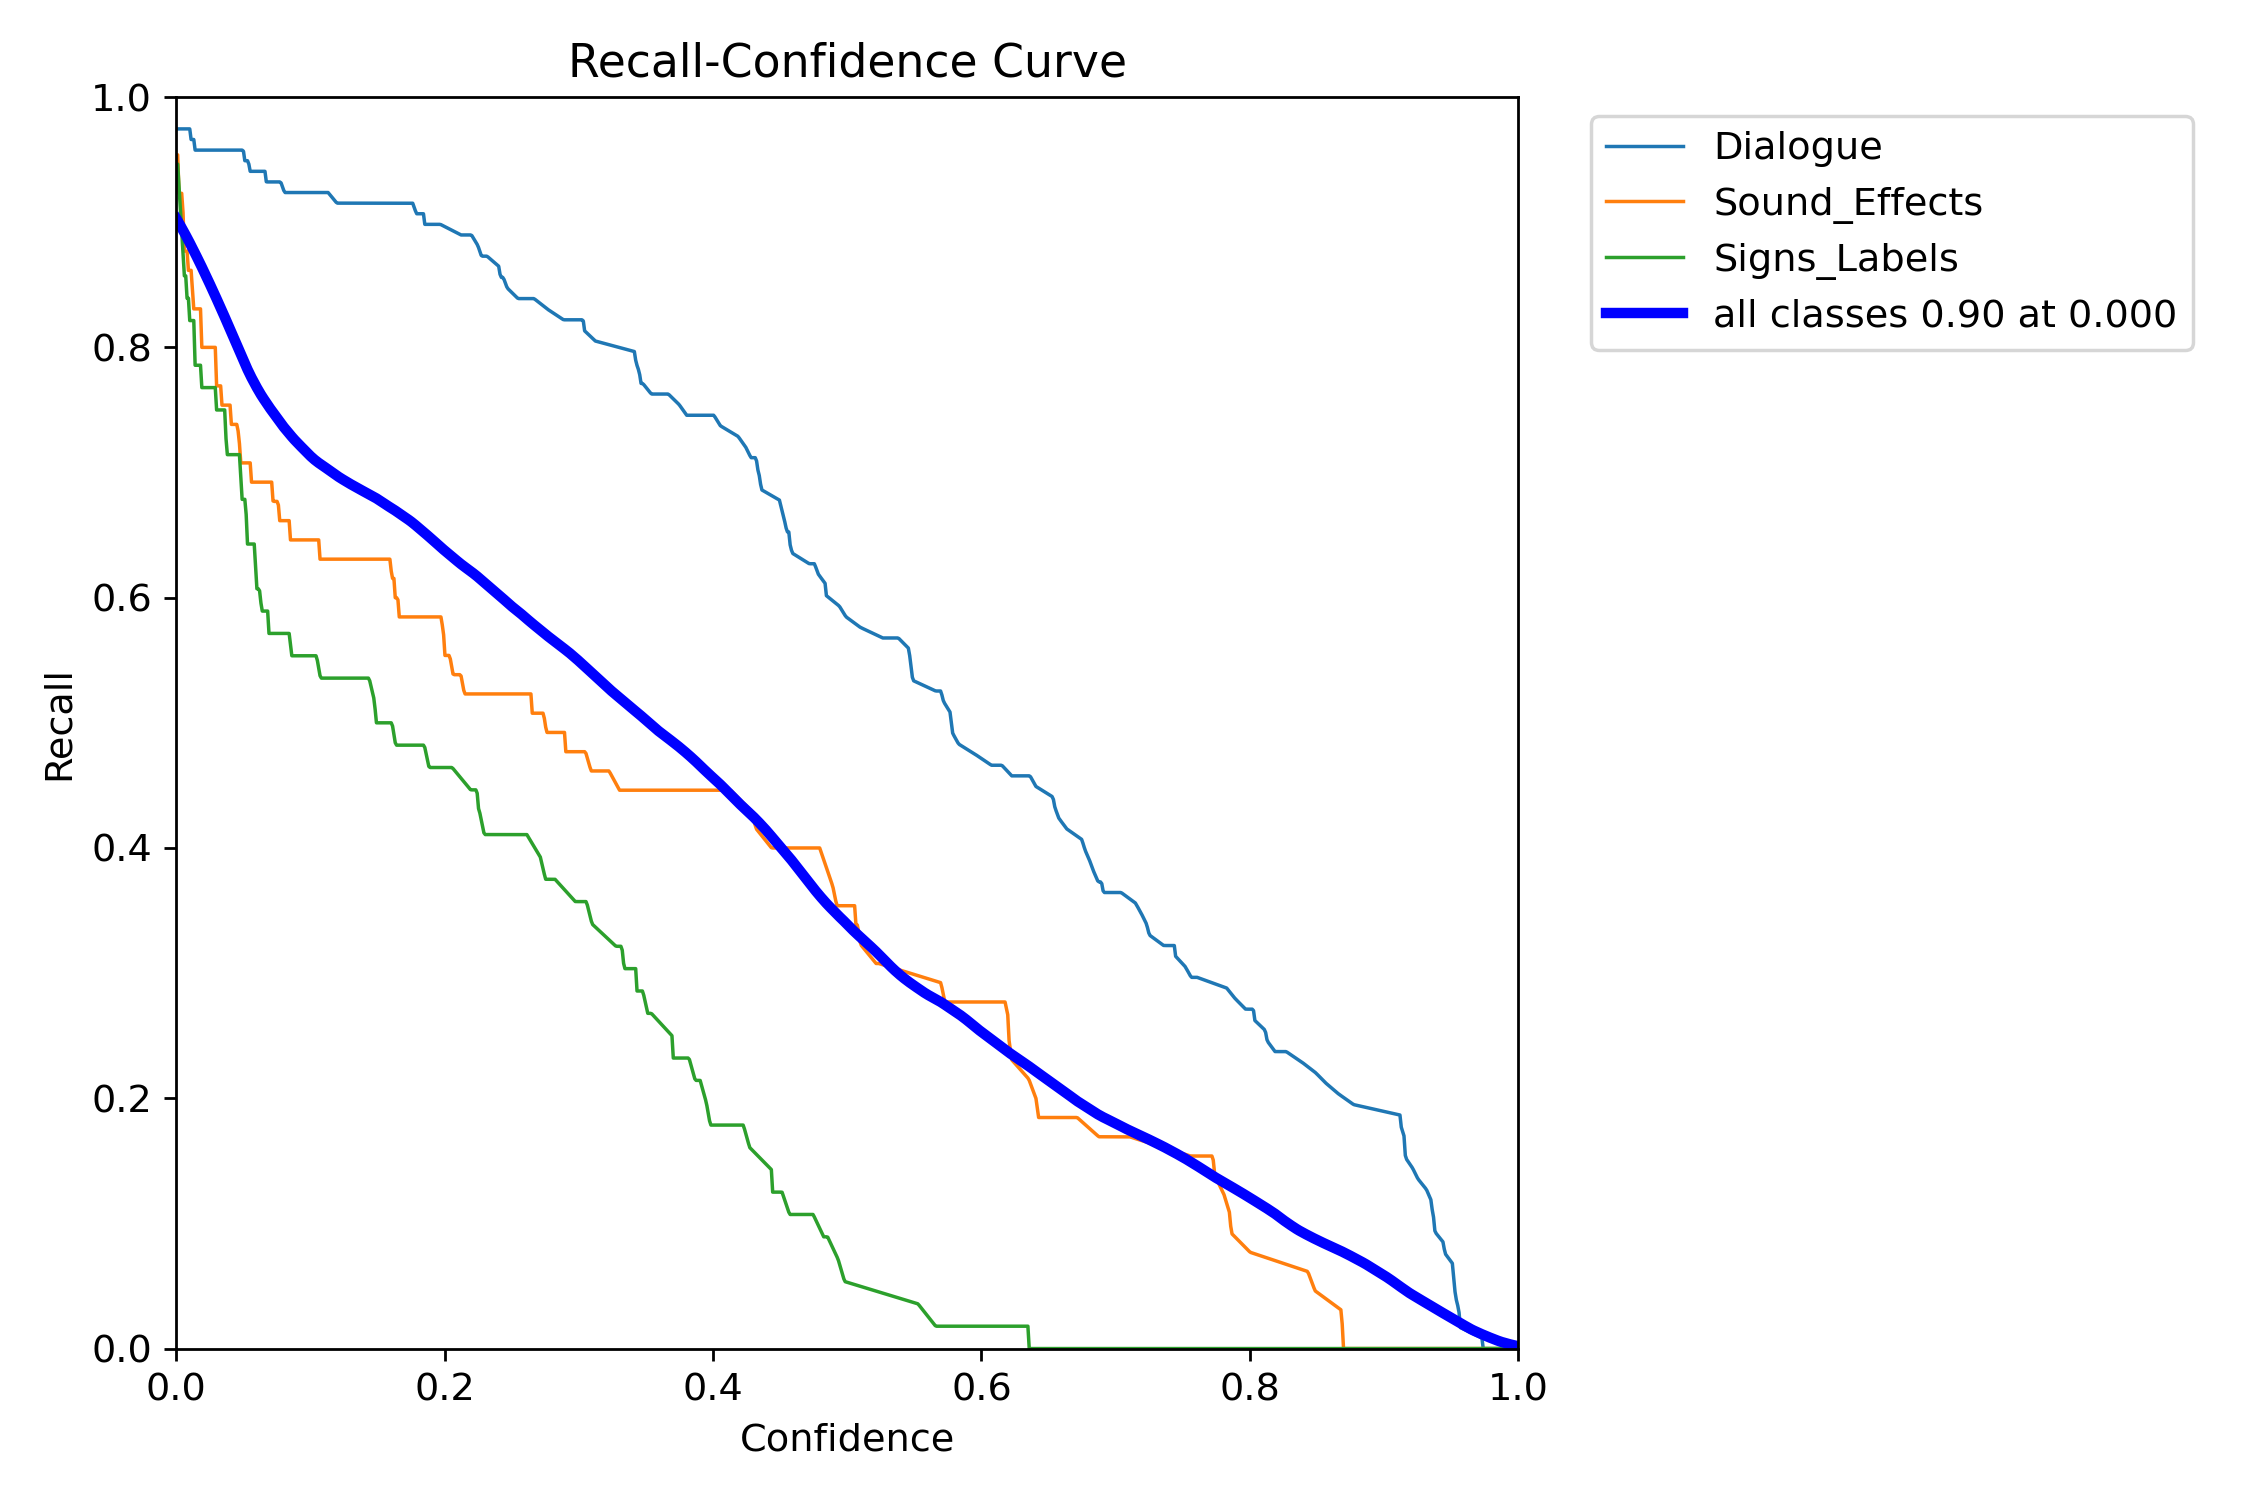 Recall-Confidence Curve
1.0
0.8
0.6
0.4
0.2
0.0
Recall
0.0 0.2 0.4 0.6 0.8 1.0
Confidence
Dialogue
Sound_Effects
Signs_Labels
all classes 0.90 at 0.000